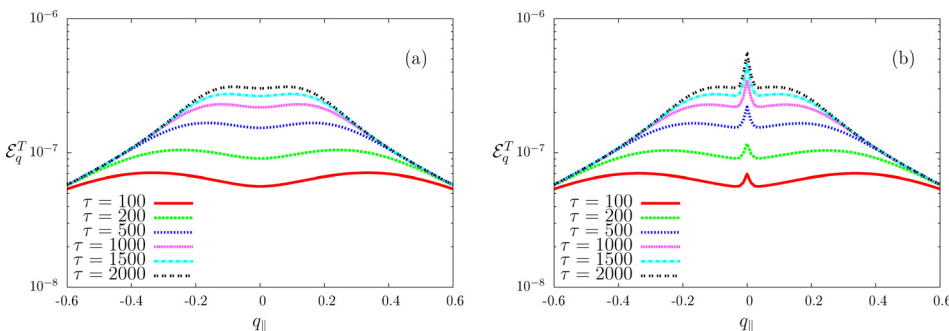 10⁻⁶
(a)
ℰ_q^T
10⁻⁷
τ = 100
τ = 200
τ = 500
τ = 1000
τ = 1500
τ = 2000
10⁻⁸
-0.6 -0.4 -0.2 0 0.2 0.4 0.6
q_∥
10⁻⁶
(b)
ℰ_q^T
10⁻⁷
τ = 100
τ = 200
τ = 500
τ = 1000
τ = 1500
τ = 2000
10⁻⁸
-0.6 -0.4 -0.2 0 0.2 0.4 0.6
q_∥